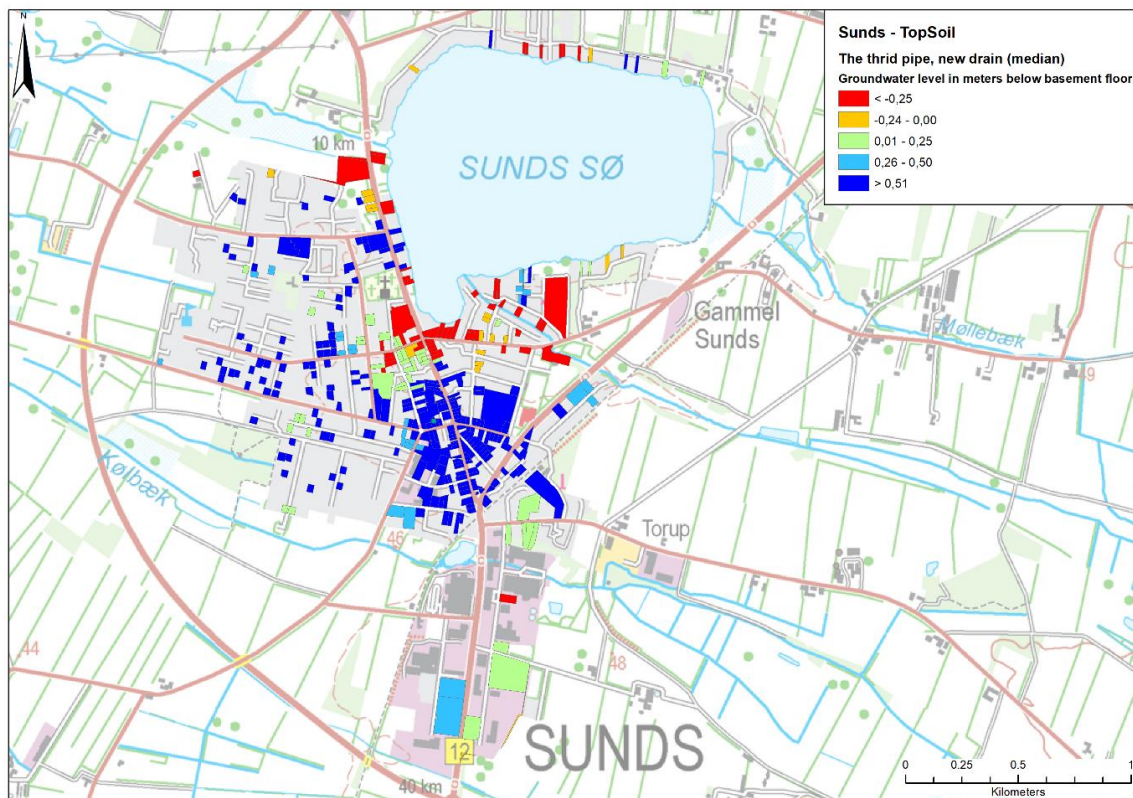 N
Sunds - TopSoil
The thrid pipe, new drain (median)
Groundwater level in meters below basement floor
< -0,25
-0,24 - 0,00
0,01 - 0,25
0,26 - 0,50
> 0,51
10 km
SUNDS SØ
Gammel
Sunds
Møllebæk
49
Kølbæk
46
Torup
44
48
SUNDS
12
40 km
0 0.25 0.5 1
Kilometers